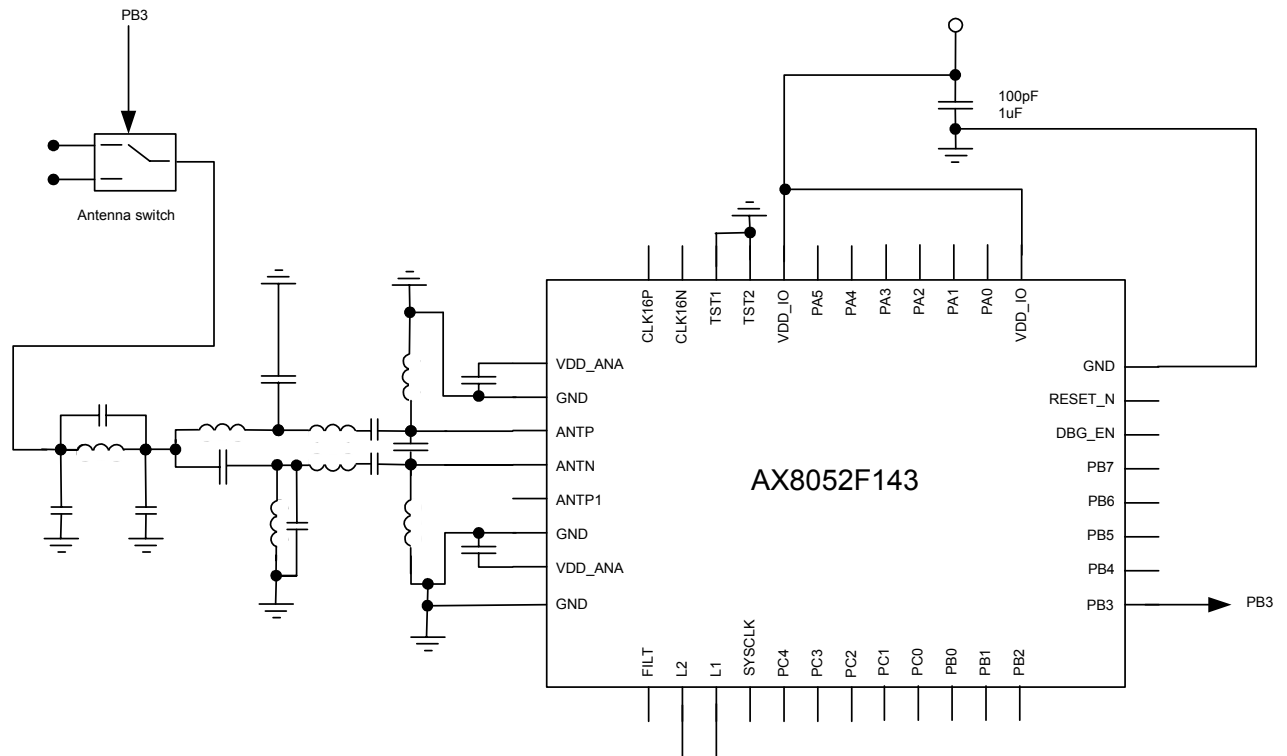 PB3
Antenna switch
100pF
1uF
CLK16P
CLK16N
TST1
TST2
VDD_IO
PA5
PA4
PA3
PA2
PA1
PA0
VDD_IO
VDD_ANA
GND
ANTP
ANTN
ANTP1
GND
VDD_ANA
GND
AX8052F143
GND
RESET_N
DBG_EN
PB7
PB6
PB5
PB4
PB3
PB3
FILT
L2
L1
SYSCLK
PC4
PC3
PC2
PC1
PC0
PB0
PB1
PB2